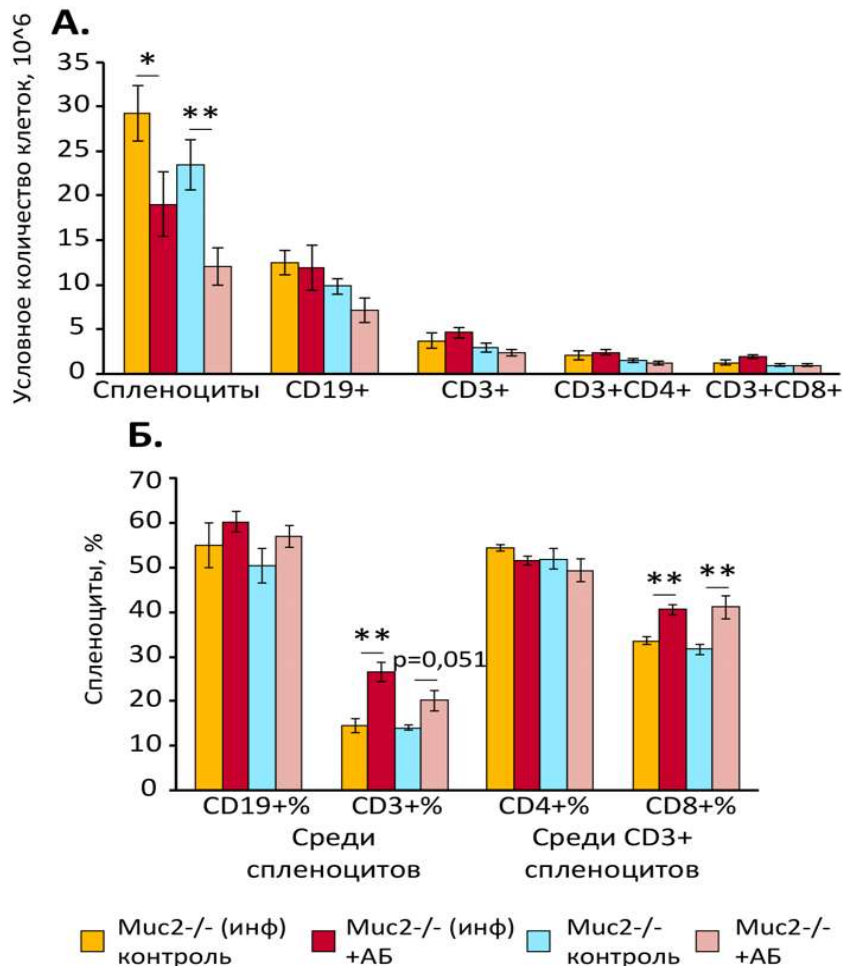 А.
Условное количество клеток, 10^6
35
30
25
20
15
10
5
0
*
**
Спленоциты CD19+ CD3+ CD3+CD4+ CD3+CD8+
Б.
Спленоциты, %
70
60
50
40
30
20
10
0
** **
**
p=0,051
CD19+% CD3+% CD4+% CD8+%
Среди Среди CD3+
спленоцитов спленоцитов
Muc2-/- (инф) Muc2-/- (инф) Muc2-/- Muc2-/-
контроль +АБ контроль +АБ